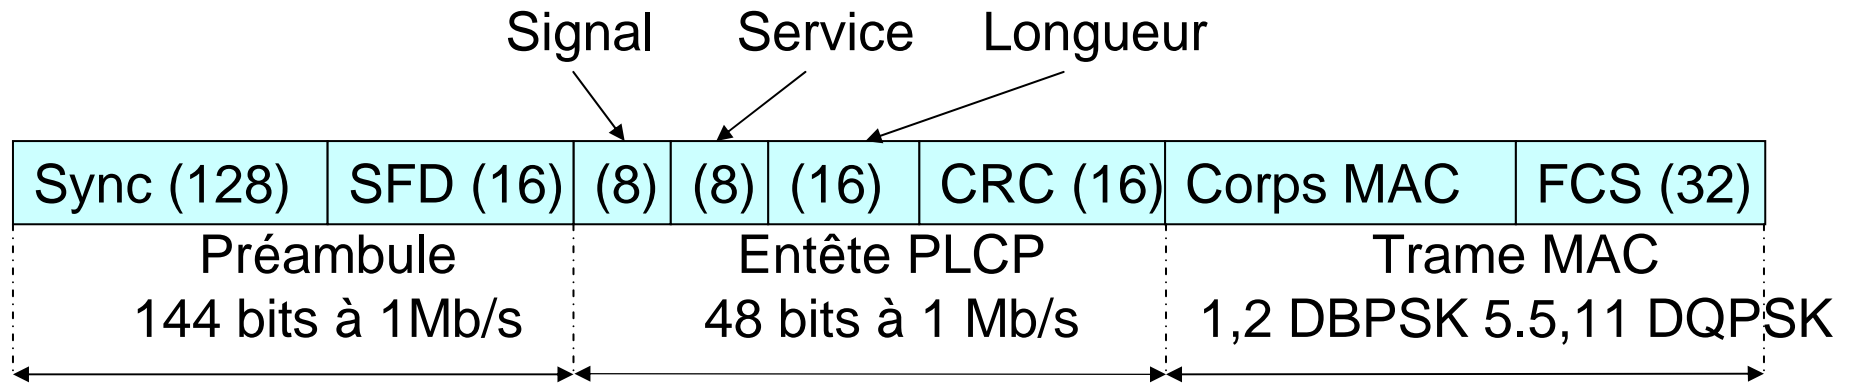 Signal Service Longueur
Sync (128) SFD (16) (8) (8) (16) CRC (16) Corps MAC FCS (32)
Préambule Entête PLCP Trame MAC
144 bits à 1Mb/s 48 bits à 1 Mb/s 1,2 DBPSK 5.5,11 DQPSK